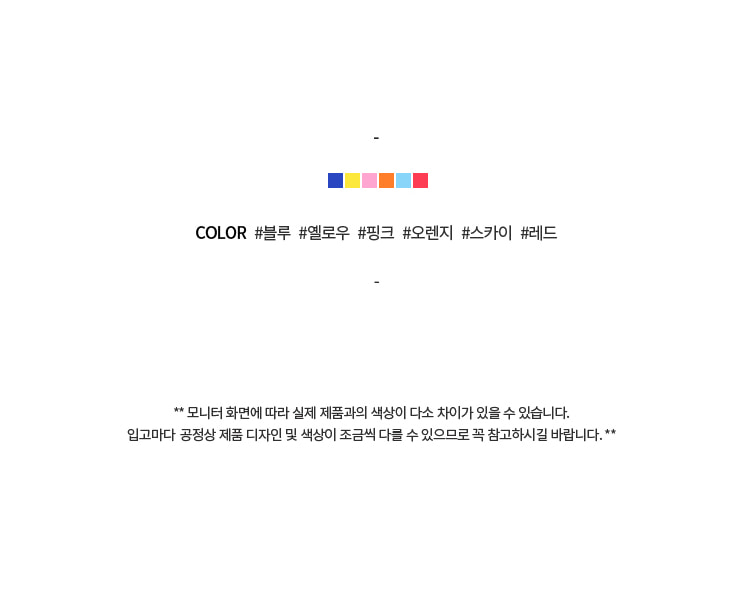 -
COLOR #블루 #옐로우 #핑크 #오렌지 #스카이 #레드
-
** 모니터 화면에 따라 실제 제품과의 색상이 다소 차이가 있을 수 있습니다.
입고마다 공정상 제품 디자인 및 색상이 조금씩 다를 수 있으므로 꼭 참고하시길 바랍니다. **